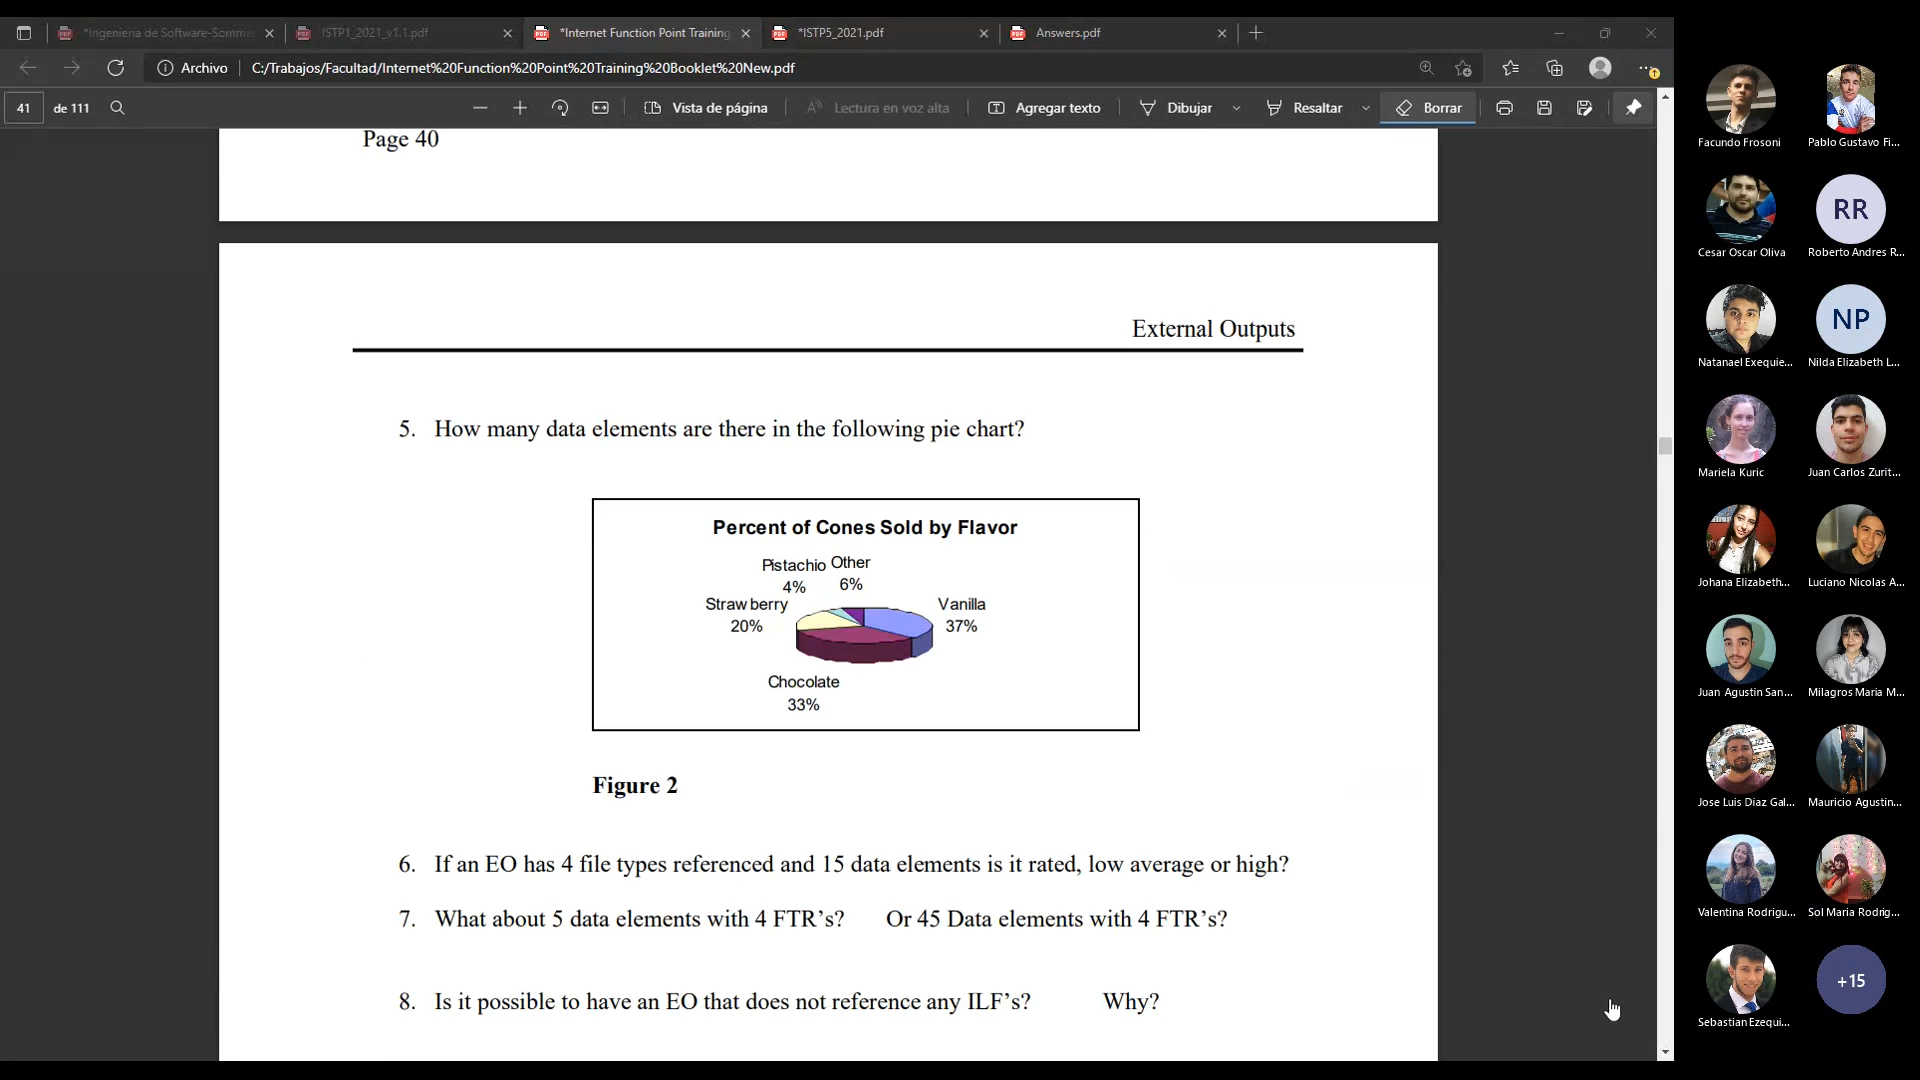 *Ingenieria de Software-Somme
ISTP1_2021_v1.1.pdf
*Internet Function Point Training
*ISTP5_2021.pdf
Answers.pdf
Archivo
C:/Trabajos/Facultad/Internet%20Function%20Point%20Training%20Booklet%20New.pdf
41 de 111
Vista de página
Lectura en voz alta
Agregar texto
Dibujar
Resaltar
Borrar
Page 40
External Outputs
5. How many data elements are there in the following pie chart?
Percent of Cones Sold by Flavor
Pistachio Other
4% 6%
Strawberry Vanilla
20% 37%
Chocolate
33%
Figure 2
6. If an EO has 4 file types referenced and 15 data elements is it rated, low average or high?
7. What about 5 data elements with 4 FTR’s? Or 45 Data elements with 4 FTR’s?
8. Is it possible to have an EO that does not reference any ILF’s? Why?
Facundo Frosoni
Pablo Gustavo Fi...
Cesar Oscar Oliva
RR
Roberto Andres R...
Natanael Exequie...
NP
Nilda Elizabeth L...
Mariela Kuric
Juan Carlos Zurit...
Johana Elizabeth...
Luciano Nicolas A...
Juan Agustin San...
Milagros Maria M...
Jose Luis Diaz Gal...
Mauricio Agustin...
Valentina Rodrigu...
Sol Maria Rodrig...
Sebastian Ezequi...
+15